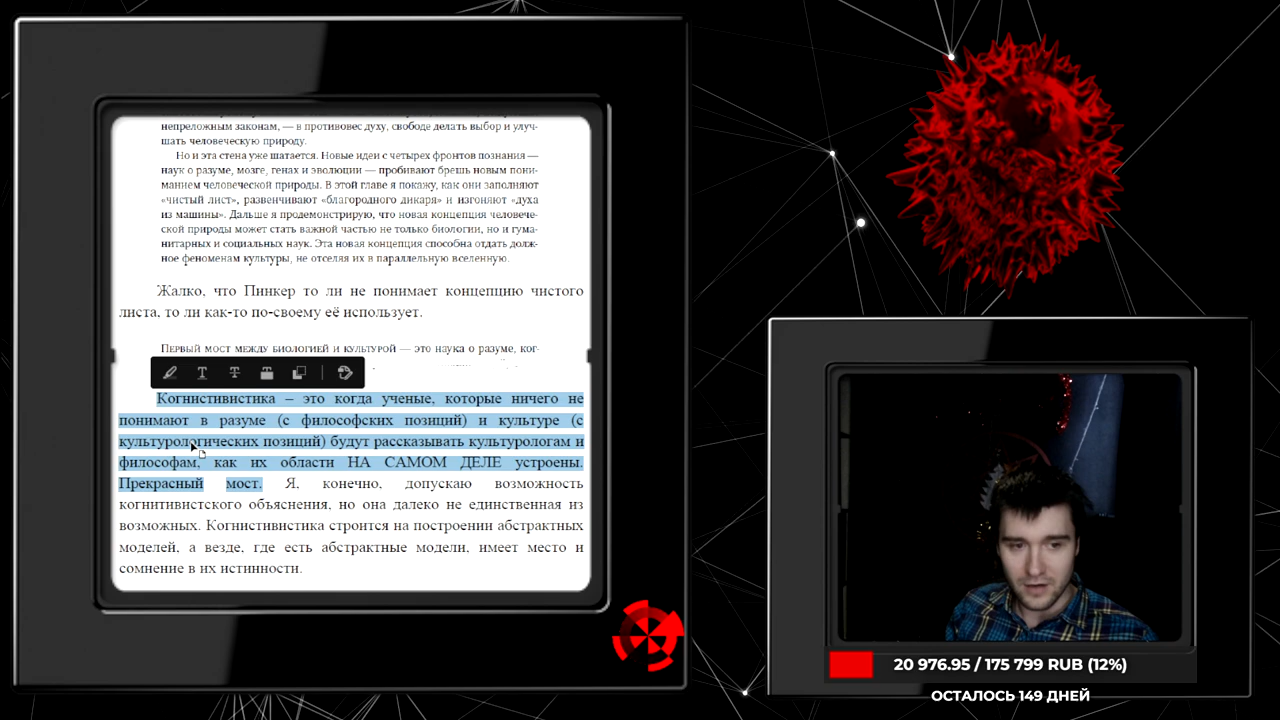 непреложным законам, — в противовес духу, свободе делать выбор и улуч-
шать человеческую природу.
Но и эта стена уже шатается. Новые идеи с четырех фронтов познания —
наук о разуме, мозге, генах и эволюции — пробивают брешь новым пони-
манием человеческой природы. В этой главе я покажу, как они заполняют
«чистый лист», развенчивают «благородного дикаря» и изгоняют «духа
из машины». Дальше я продемонстрирую, что новая концепция человече-
ской природы может стать важной частью не только биологии, но и гума-
нитарных и социальных наук. Эта новая концепция способна отдать долж-
ное феноменам культуры, не отселяя их в параллельную вселенную.
Жалко, что Пинкер то ли не понимает концепцию чистого
листа, то ли как-то по-своему её использует.
Первый мост между биологией и культурой — это наука о разуме, ког-
Когнистивистика – это когда ученые, которые ничего не
понимают в разуме (с философских позиций) и культуре (с
культурологических позиций) будут рассказывать культурологам и
философам, как их области НА САМОМ ДЕЛЕ устроены.
Прекрасный мост. Я, конечно, допускаю возможность
когнитивистского объяснения, но она далеко не единственная из
возможных. Когнистивистика строится на построении абстрактных
моделей, а везде, где есть абстрактные модели, имеет место и
сомнение в их истинности.
20 976.95 / 175 799 RUB (12%)
ОСТАЛОСЬ 149 ДНЕЙ